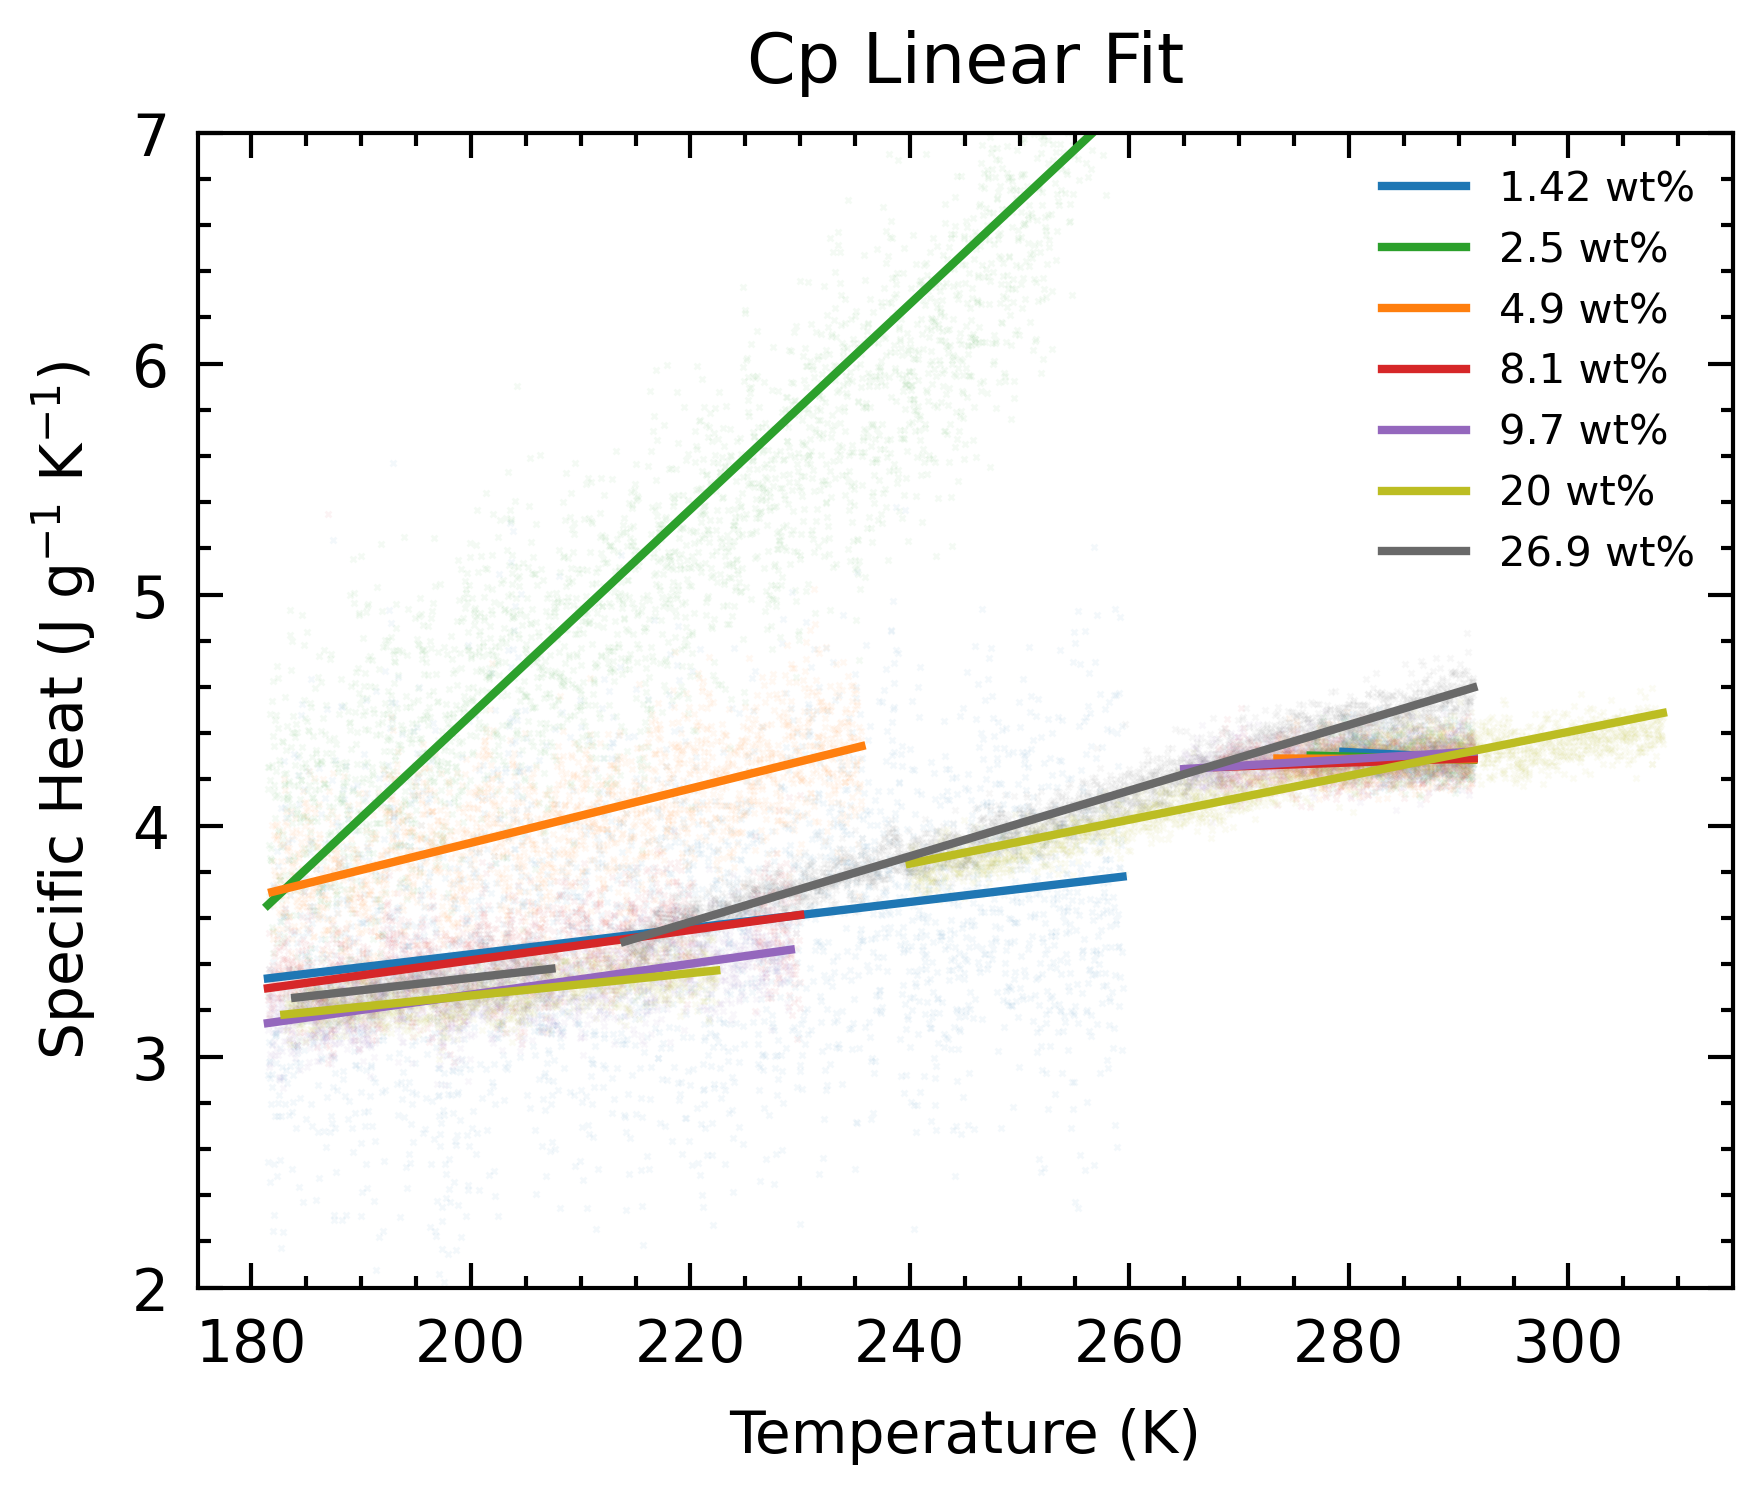 Cp Linear Fit
7
6
5
4
3
2
Specific Heat (J g⁻¹ K⁻¹)
1.42 wt%
2.5 wt%
4.9 wt%
8.1 wt%
9.7 wt%
20 wt%
26.9 wt%
180 200 220 240 260 280 300
Temperature (K)